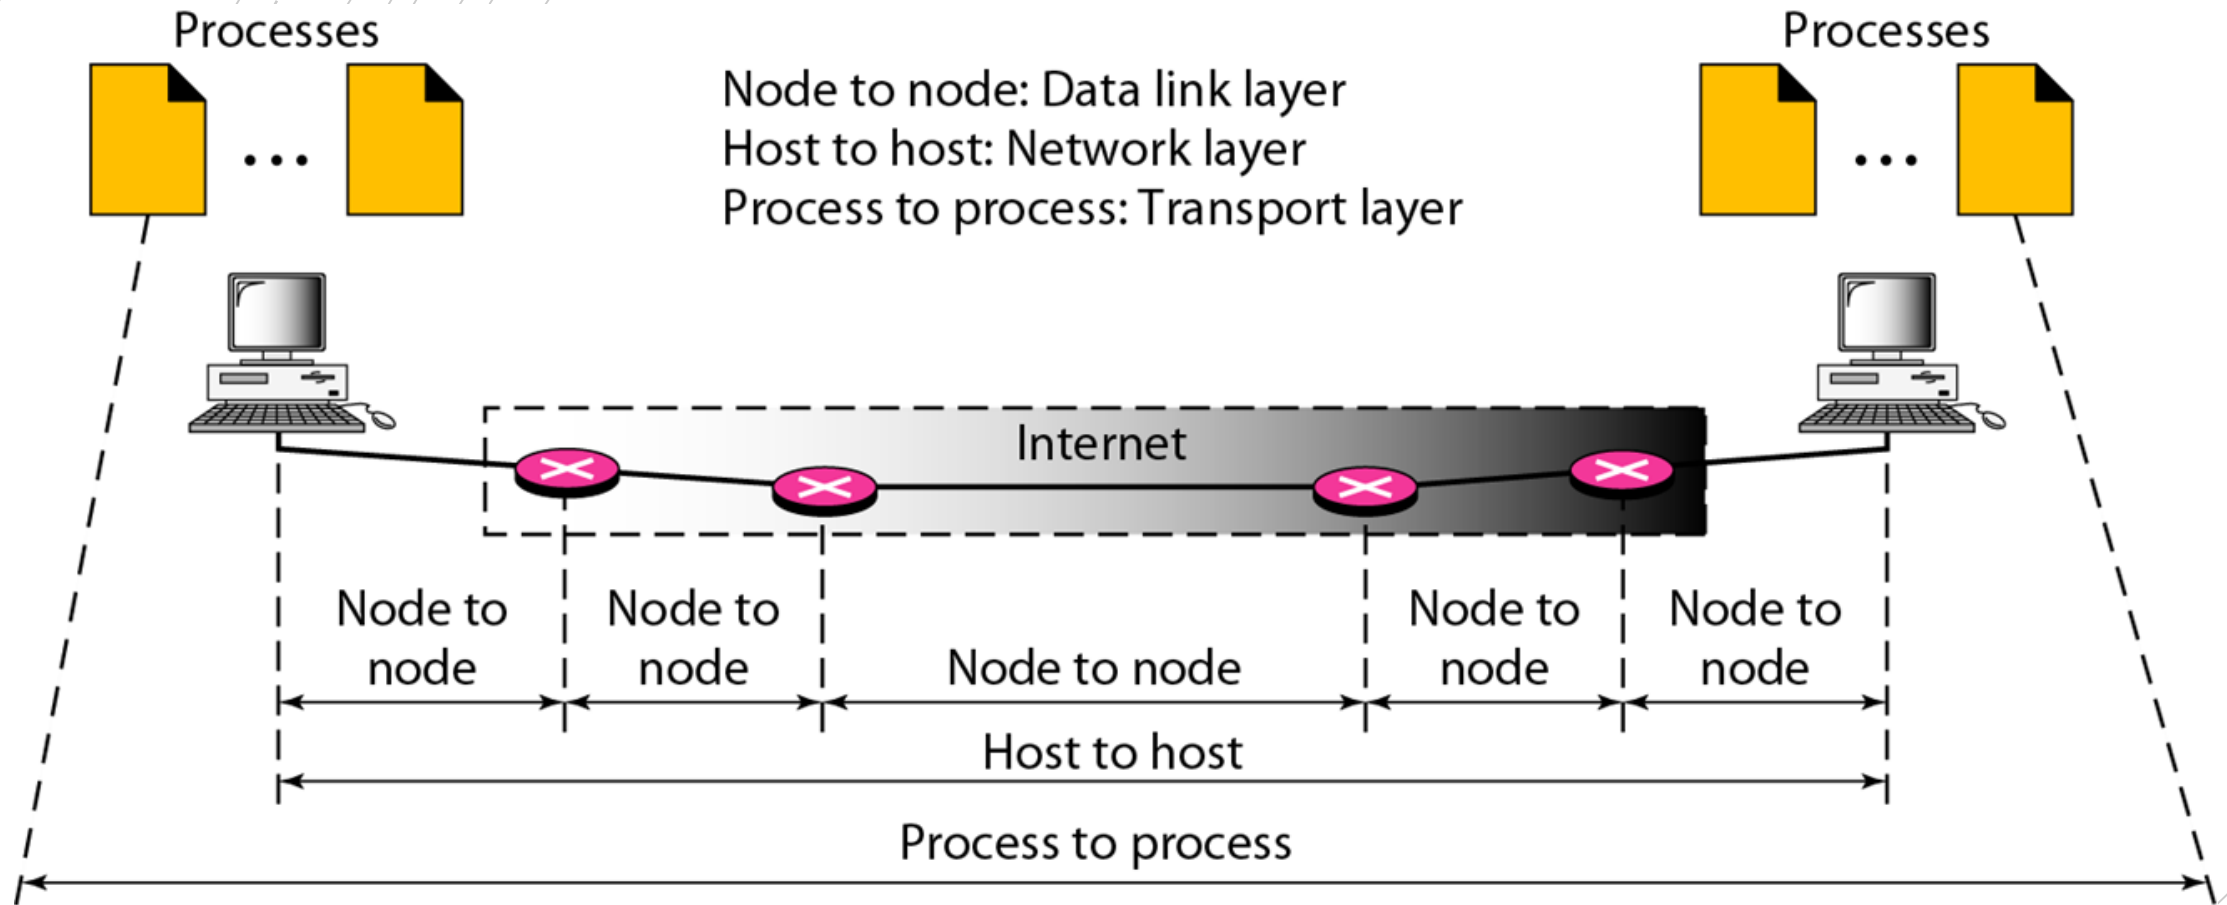 Processes
Processes
Node to node: Data link layer
Host to host: Network layer
Process to process: Transport layer
...
...
Internet
Node to
node
Node to
node
Node to node
Node to
node
Node to
node
Host to host
Process to process